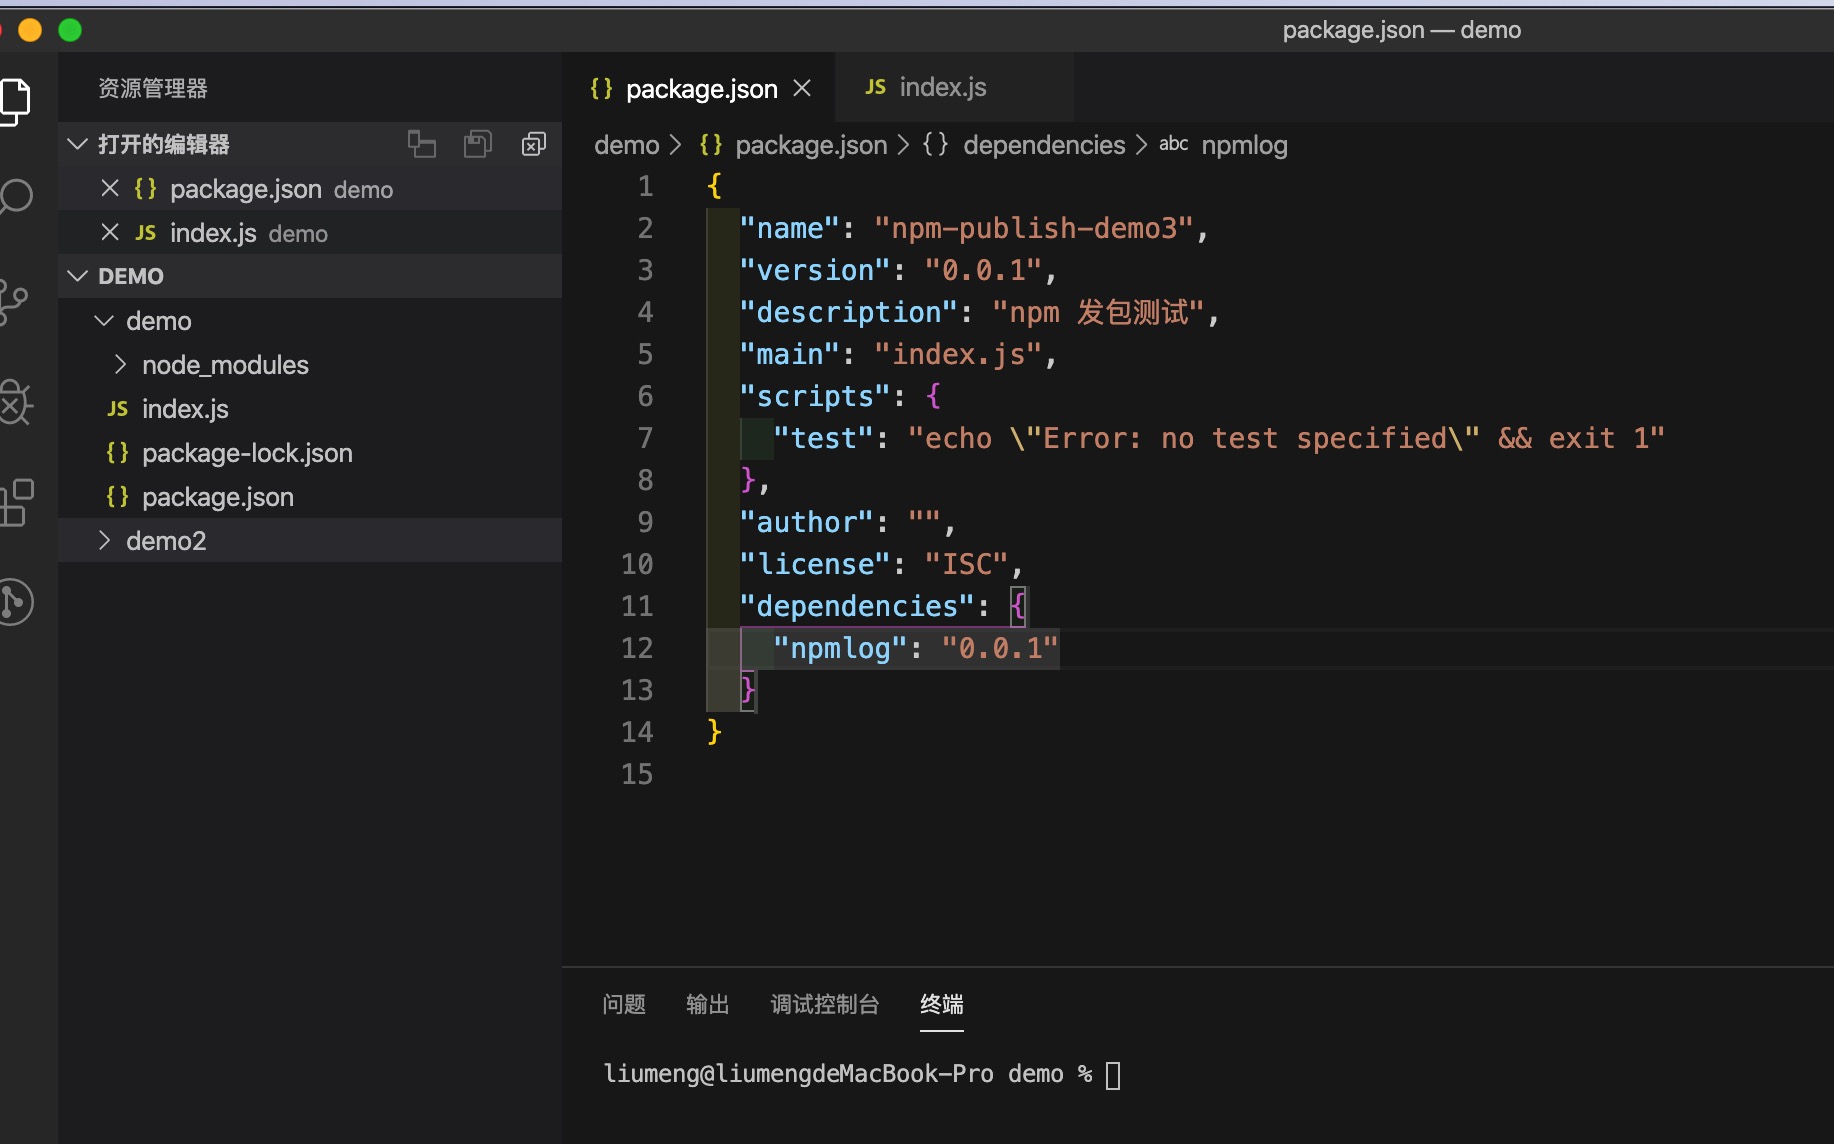 package.json — demo
资源管理器
打开的编辑器
{} package.json demo
JS index.js demo
DEMO
demo
node_modules
JS index.js
{} package-lock.json
{} package.json
demo2
{} package.json
JS index.js
demo > {} package.json > {} dependencies > abc npmlog
1 {
2 "name": "npm-publish-demo3",
3 "version": "0.0.1",
4 "description": "npm 发包测试",
5 "main": "index.js",
6 "scripts": {
7 "test": "echo \"Error: no test specified\" && exit 1"
8 },
9 "author": "",
10 "license": "ISC",
11 "dependencies": {
12 "npmlog": "0.0.1"
13 }
14 }
15
问题 输出 调试控制台 终端
liumeng@liumengdeMacBook-Pro demo %